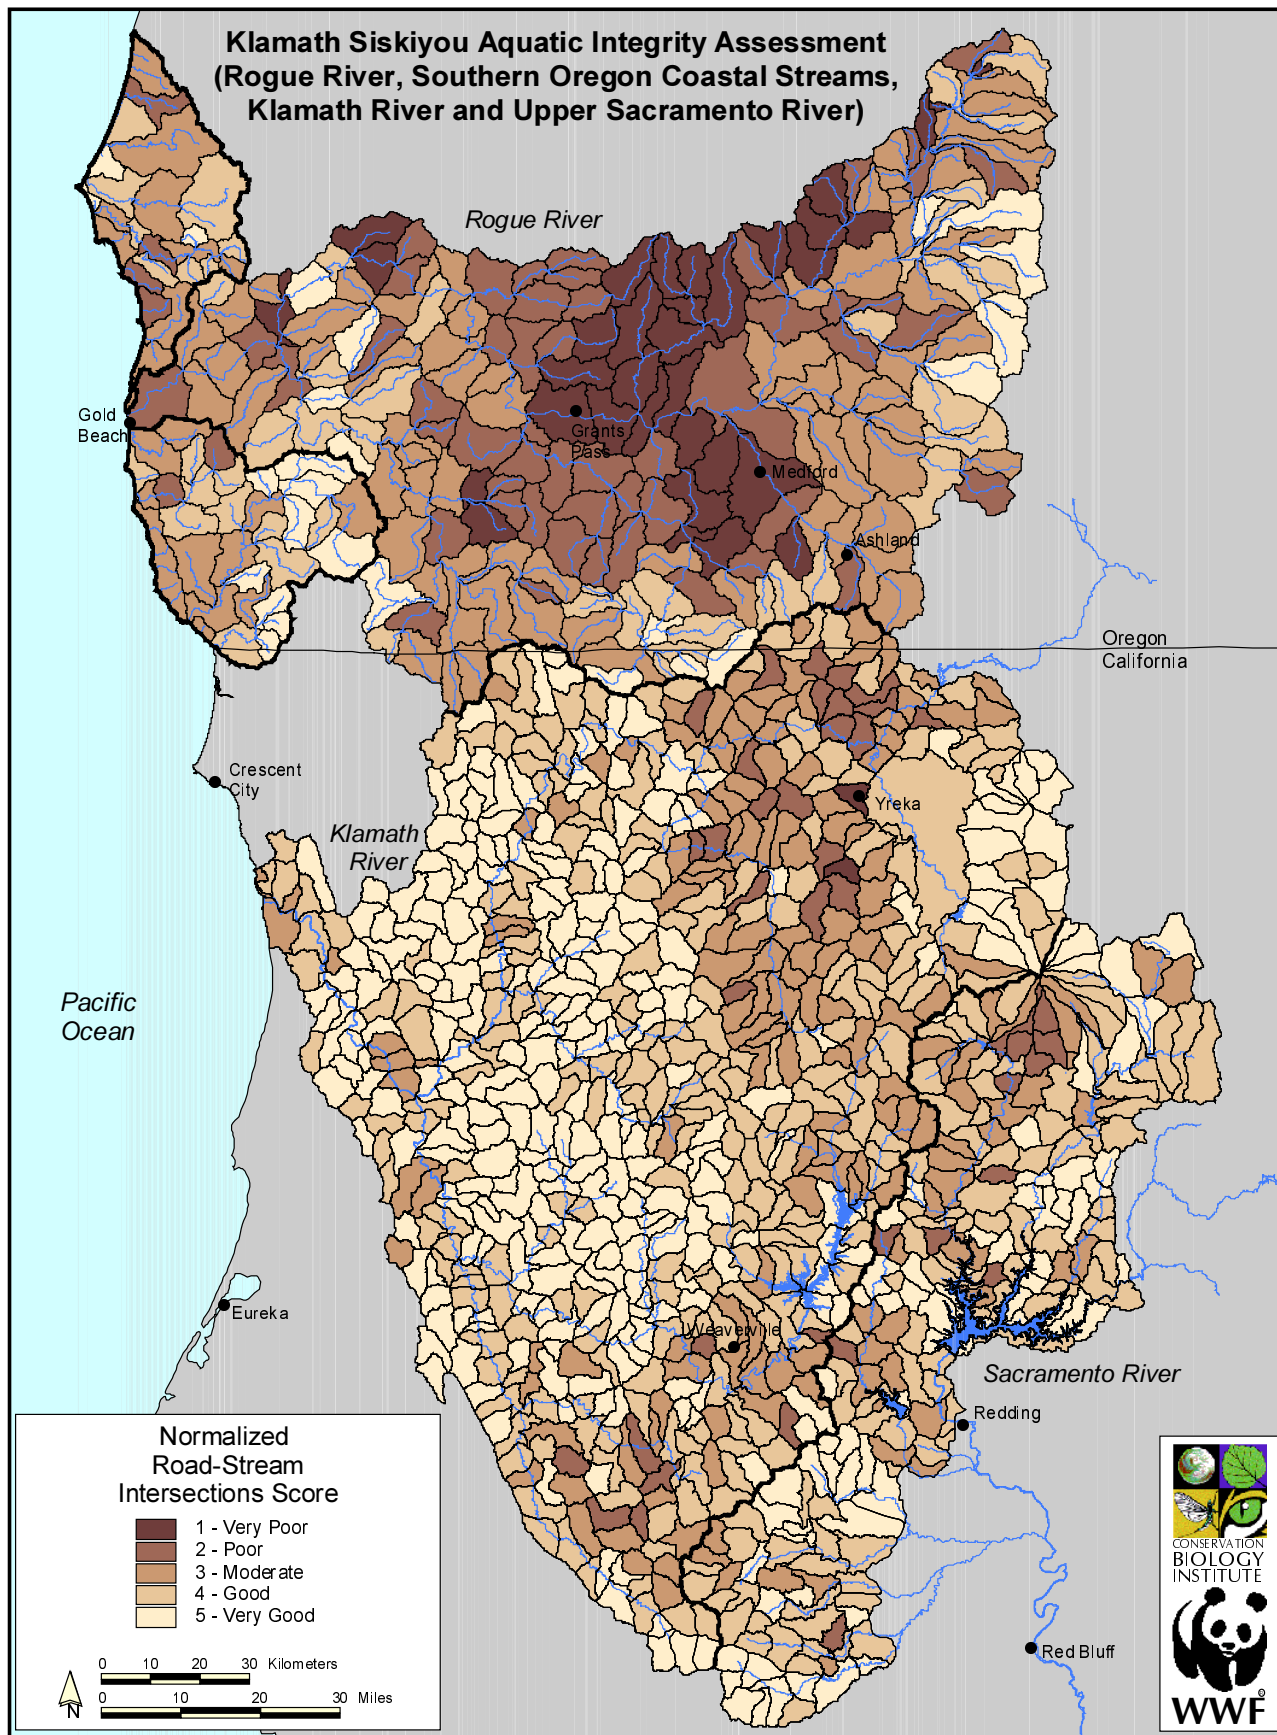 Klamath Siskiyou Aquatic Integrity Assessment
(Rogue River, Southern Oregon Coastal Streams,
Klamath River and Upper Sacramento River)
Rogue River
Gold
Beach
Grants
Pass
Medford
Ashland
Oregon
California
Crescent
City
Yreka
Klamath
River
Pacific
Ocean
Eureka
Weaverville
Sacramento River
Redding
Red Bluff
Normalized
Road-Stream
Intersections Score
1 - Very Poor
2 - Poor
3 - Moderate
4 - Good
5 - Very Good
0 10 20 30 Kilometers
0 10 20 30 Miles
N
CONSERVATION
BIOLOGY
INSTITUTE
®
WWF